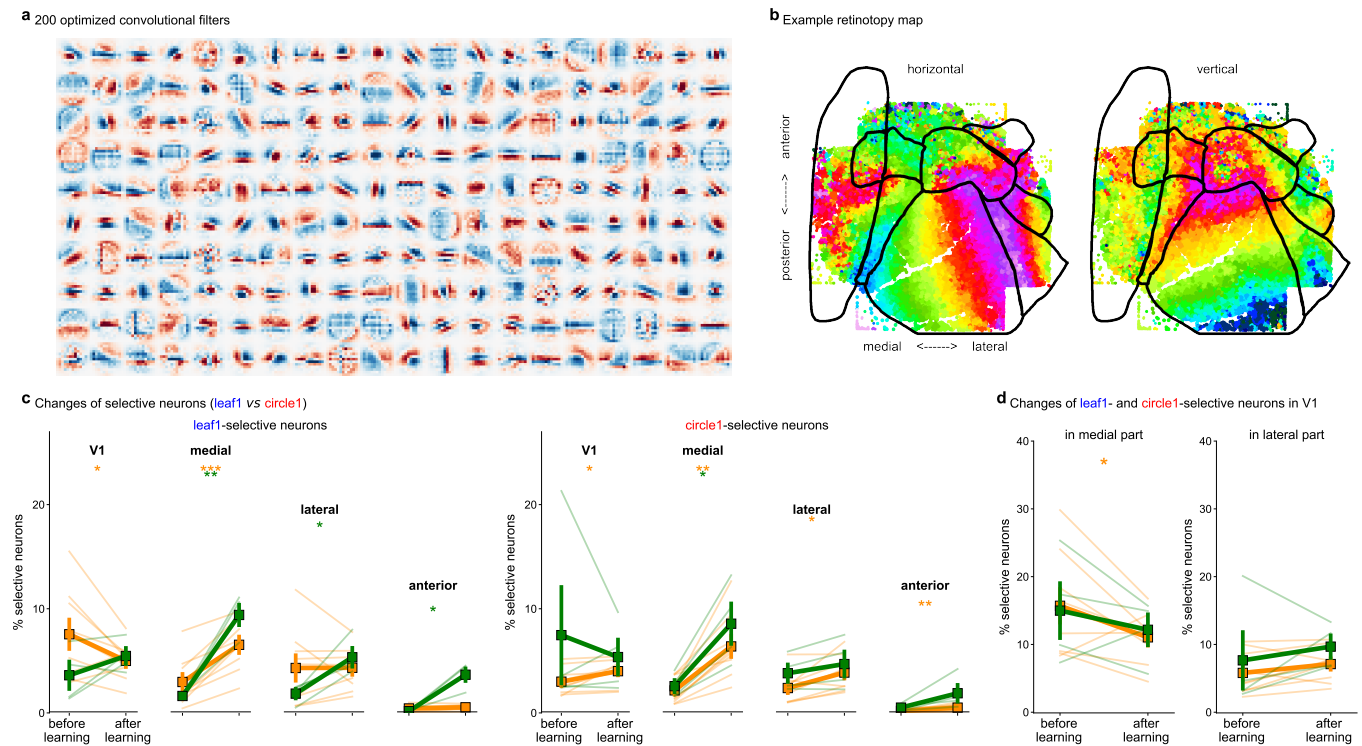 a 200 optimized convolutional filters
b Example retinotopy map
horizontal
vertical
posterior <------> anterior
medial <------> lateral
c Changes of selective neurons (leaf1 vs circle1)
leaf1-selective neurons
% selective neurons
20
10
0
V1
*
medial
***
**
lateral
*
anterior
*
before learning
after learning
circle1-selective neurons
% selective neurons
20
10
0
V1
*
medial
**
*
lateral
*
anterior
**
before learning
after learning
d Changes of leaf1- and circle1-selective neurons in V1
in medial part
% selective neurons
40
30
20
10
0
*
before learning
after learning
in lateral part
% selective neurons
40
30
20
10
0
before learning
after learning